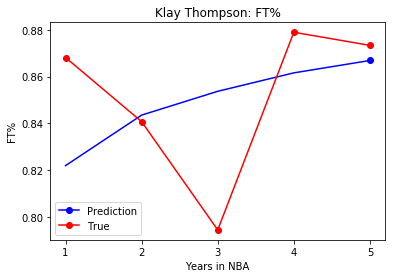 Klay Thompson: FT%
FT%
0.88
0.86
0.84
0.82
0.80
Prediction
True
1 2 3 4 5
Years in NBA